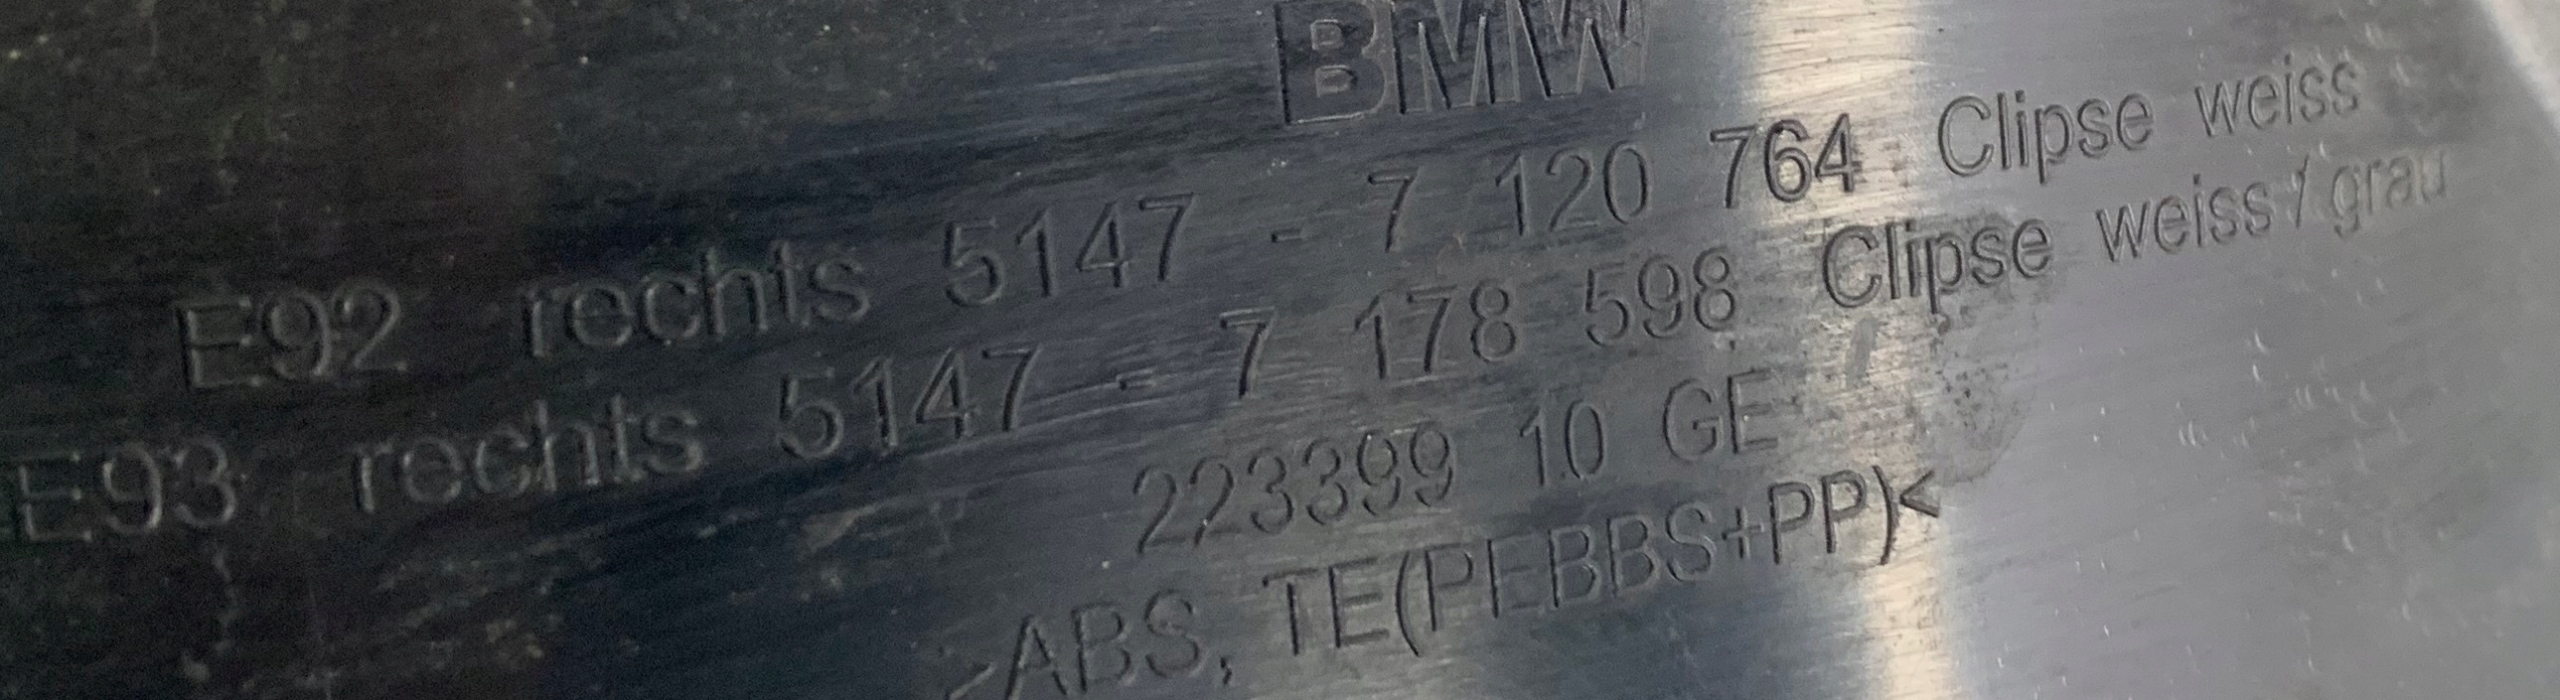 BMW
E92 rechts 5147 - 7 120 764 Clipse weiss
E93 rechts 5147 - 7 178 598 Clipse weiss / grau
223399 10 GE
>ABS, TE(PEBBS+PP)<